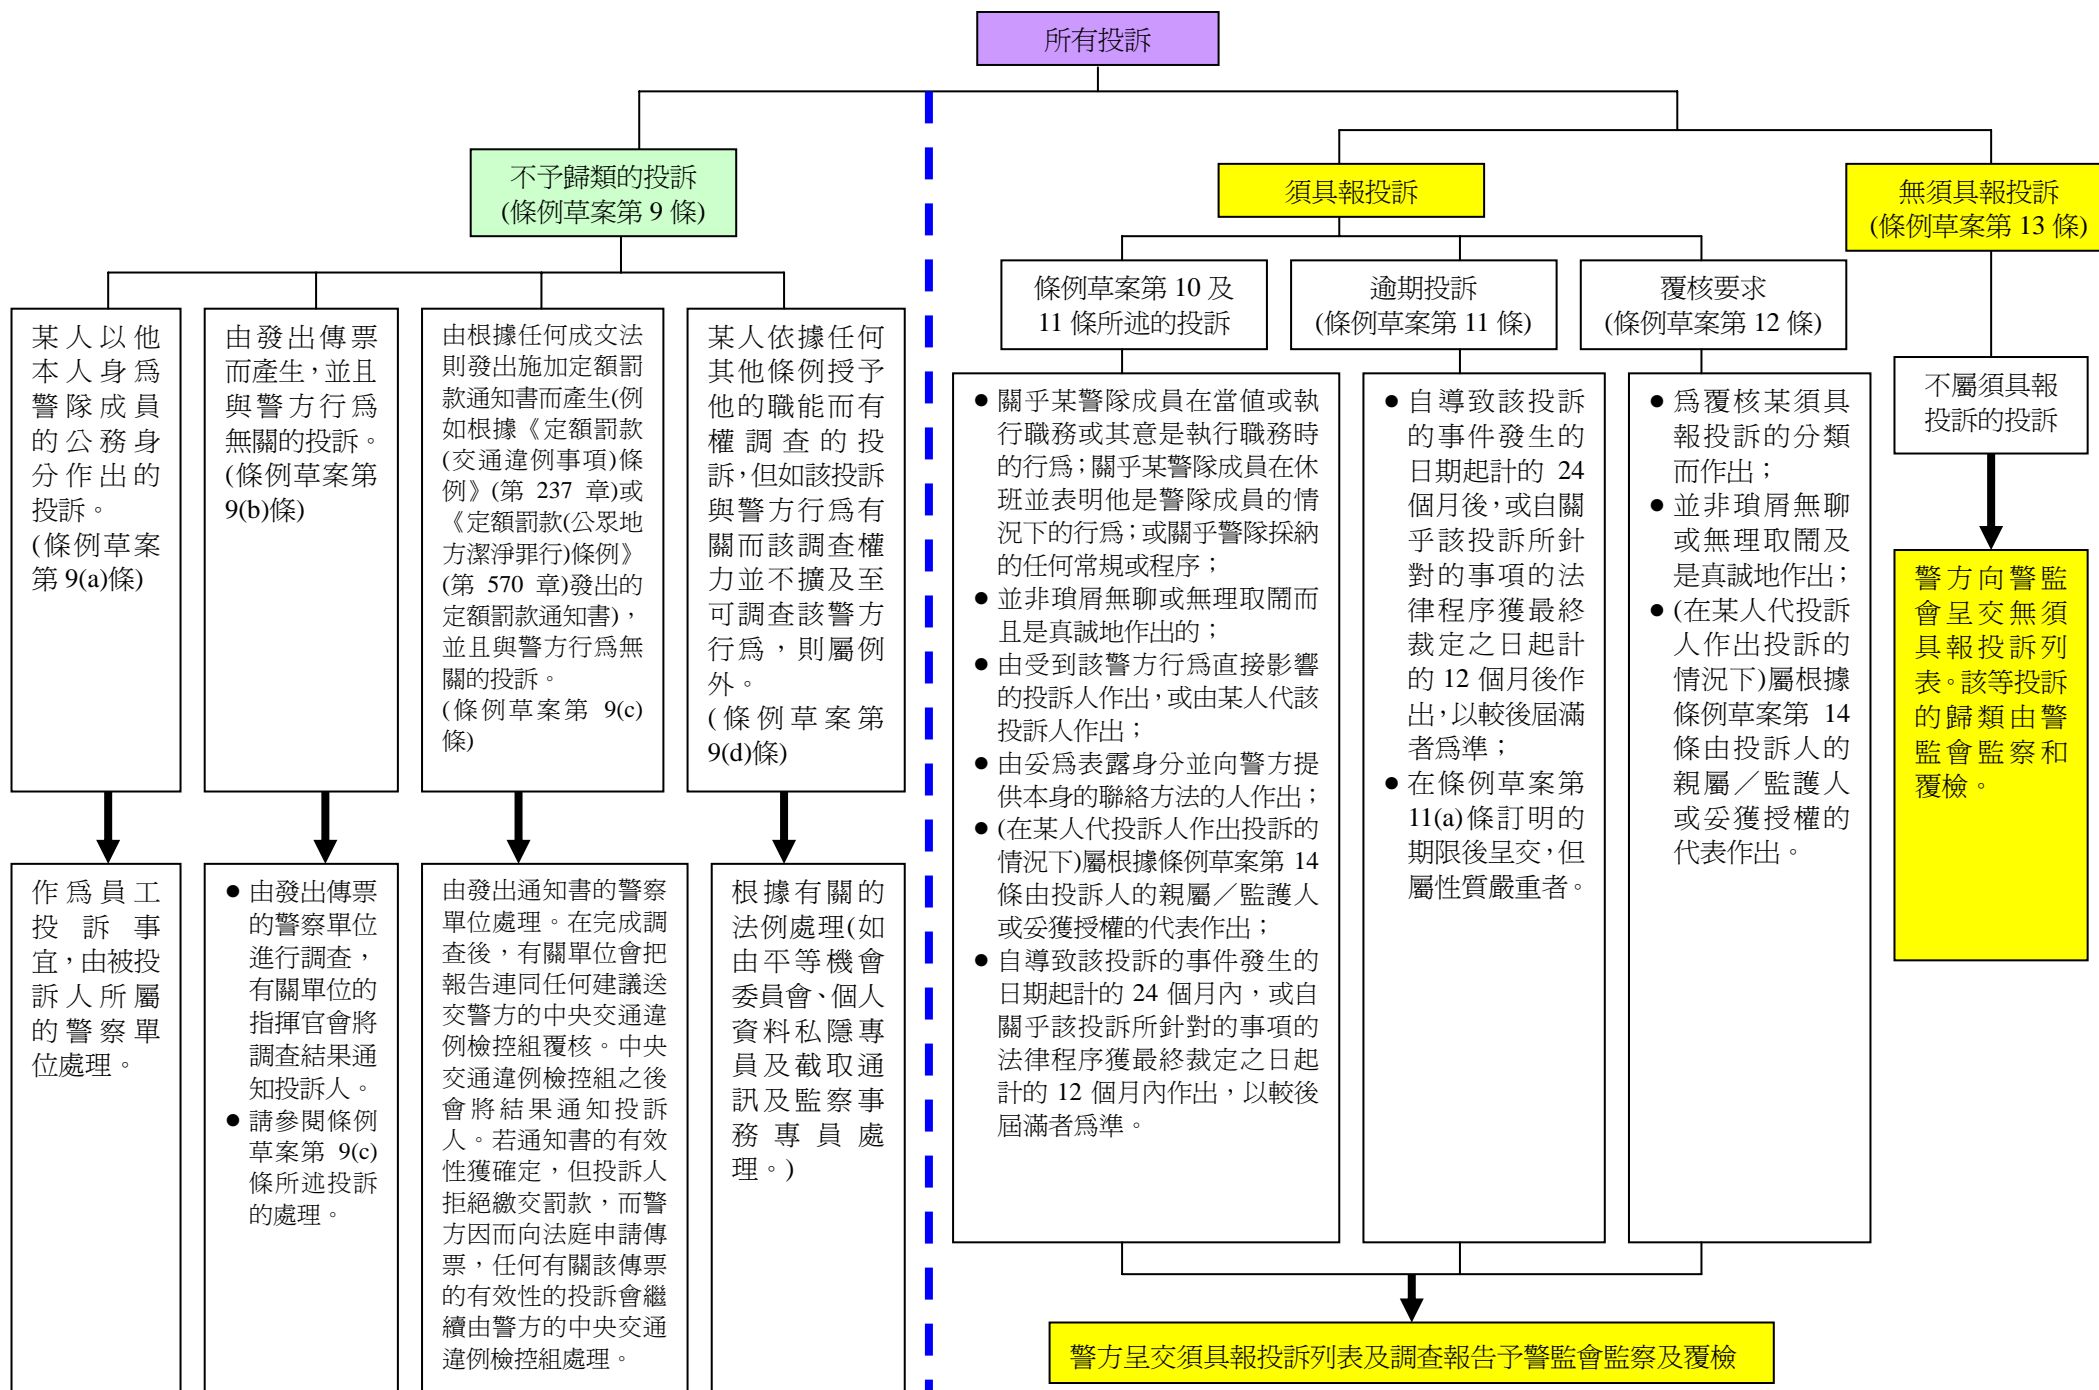 所有投訴
不予歸類的投訴
(條例草案第 9 條)
須具報投訴
無須具報投訴
(條例草案第 13 條)
條例草案第 10 及
11 條所述的投訴
逾期投訴
(條例草案第 11 條)
覆核要求
(條例草案第 12 條)
某人以他
本人身為
警隊成員
的公務身
分作出的
投訴。
(條例草案
第 9(a)條)
由發出傳票
而產生，並且
與警方行為
無關的投訴。
(條例草案第
9(b)條)
由根據任何成文法
則發出施加定額罰
款通知書而產生(例
如根據《定額罰款
(交通違例事項)條
例》(第 237 章)或
《定額罰款(公眾地
方潔淨罪行)條例》
(第 570 章)發出的
定額罰款通知書)，
並且與警方行為無
關的投訴。
(條例草案第 9(c)
條)
某人依據任何
其他條例授予
他的職能而有
權調查的投
訴，但如該投訴
與警方行為有
關而該調查權
力並不擴及至
可調查該警方
行為，則屬例
外。
(條例草案第
9(d)條)
● 關乎某警隊成員在當值或執
行職務或其意是執行職務時
的行為；關乎某警隊成員在休
班並表明他是警隊成員的情
況下的行為；或關乎警隊採納
的任何常規或程序；
● 並非瑣屑無聊或無理取鬧而
且是真誠地作出的；
● 由受到該警方行為直接影響
的投訴人作出，或由某人代該
投訴人作出；
● 由妥為表露身分並向警方提
供本身的聯絡方法的人作出；
● (在某人代投訴人作出投訴的
情況下)屬根據條例草案第 14
條由投訴人的親屬／監護人
或妥獲授權的代表作出；
● 自導致該投訴的事件發生的
日期起計的 24 個月內，或自
關乎該投訴所針對的事項的
法律程序獲最終裁定之日起
計的 12 個月內作出，以較後
屆滿者為準。
● 自導致該投訴
的事件發生的
日期起計的 24
個月後，或自關
乎該投訴所針
對的事項的法
律程序獲最終
裁定之日起計
的 12 個月後作
出，以較後屆滿
者為準；
● 在條例草案第
11(a)條訂明的
期限後呈交，但
屬性質嚴重者。
● 為覆核某須具
報投訴的分類
而作出；
● 並非瑣屑無聊
或無理取鬧及
是真誠地作出；
● (在某人代投訴
人作出投訴的
情況下)屬根據
條例草案第 14
條由投訴人的
親屬／監護人
或妥獲授權的
代表作出。
不屬須具報
投訴的投訴
警方向警監
會呈交無須
具報投訴列
表。該等投訴
的歸類由警
監會監察和
覆檢。
作為員工
投訴事
宜，由被投
訴人所屬
的警察單
位處理。
● 由發出傳票
的警察單位
進行調查，
有關單位的
指揮官會將
調查結果通
知投訴人。
● 請參閱條例
草案第 9(c)
條所述投訴
的處理。
由發出通知書的警察
單位處理。在完成調
查後，有關單位會把
報告連同任何建議送
交警方的中央交通違
例檢控組覆核。中央
交通違例檢控組之後
會將結果通知投訴
人。若通知書的有效
性獲確定，但投訴人
拒絕繳交罰款，而警
方因而向法庭申請傳
票，任何有關該傳票
的有效性的投訴會繼
續由警方的中央交通
違例檢控組處理。
根據有關的
法例處理(如
由平等機會
委員會、個人
資料私隱專
員及截取通
訊及監察事
務專員處
理。)
警方呈交須具報投訴列表及調查報告予警監會監察及覆檢